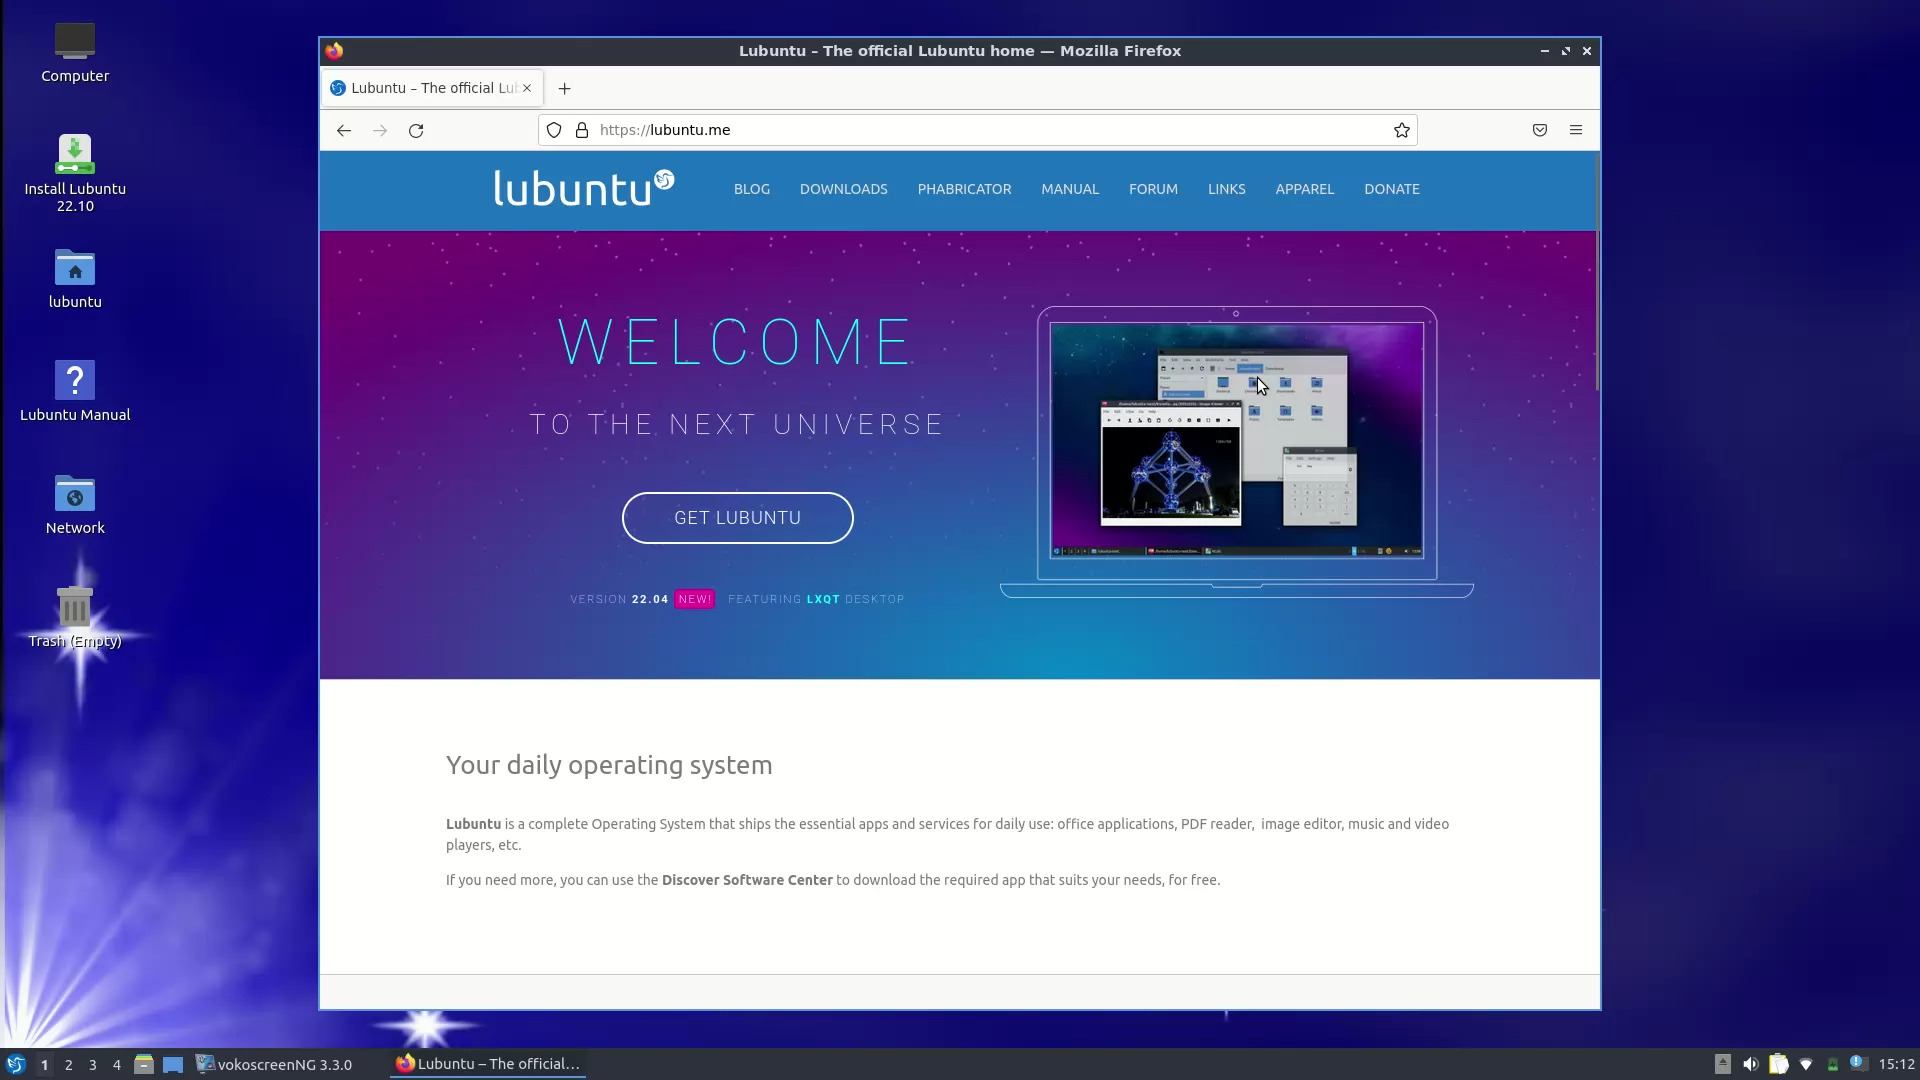 Computer
Install Lubuntu
22.10
lubuntu
Lubuntu Manual
Network
Trash (Empty)
Lubuntu – The official Lubuntu home — Mozilla Firefox
Lubuntu – The official Lub
https://lubuntu.me
lubuntu
BLOG DOWNLOADS PHABRICATOR MANUAL FORUM LINKS APPAREL DONATE
WELCOME
TO THE NEXT UNIVERSE
GET LUBUNTU
VERSION 22.04 NEW! FEATURING LXQT DESKTOP
Your daily operating system
Lubuntu is a complete Operating System that ships the essential apps and services for daily use: office applications, PDF reader, image editor, music and video
players, etc.
If you need more, you can use the Discover Software Center to download the required app that suits your needs, for free.
1 2 3 4 vokoscreenNG 3.3.0 Lubuntu – The official... 15:12